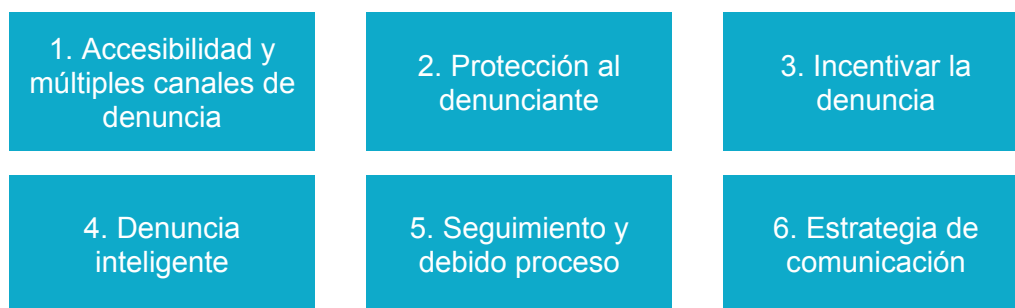 1. Accesibilidad y
múltiples canales de
denuncia
2. Protección al
denunciante
3. Incentivar la
denuncia
4. Denuncia
inteligente
5. Seguimiento y
debido proceso
6. Estrategia de
comunicación